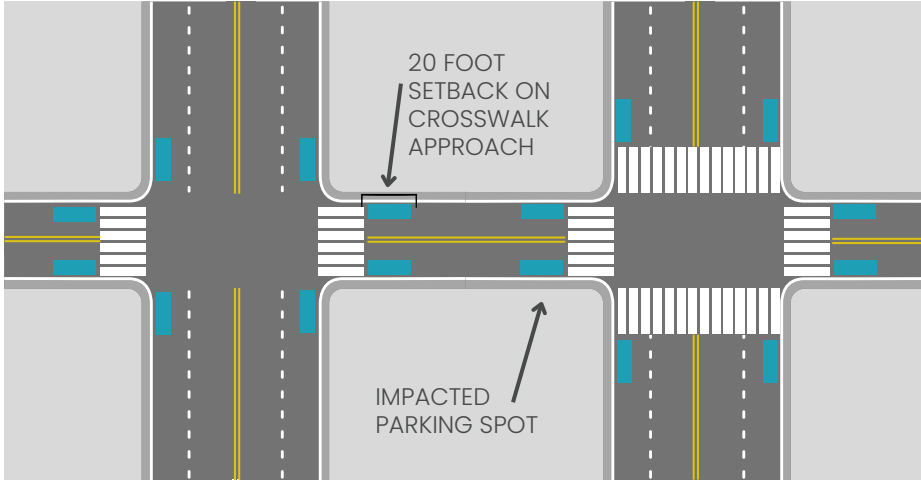 20 FOOT
SETBACK ON
CROSSWALK
APPROACH
IMPACTED
PARKING SPOT